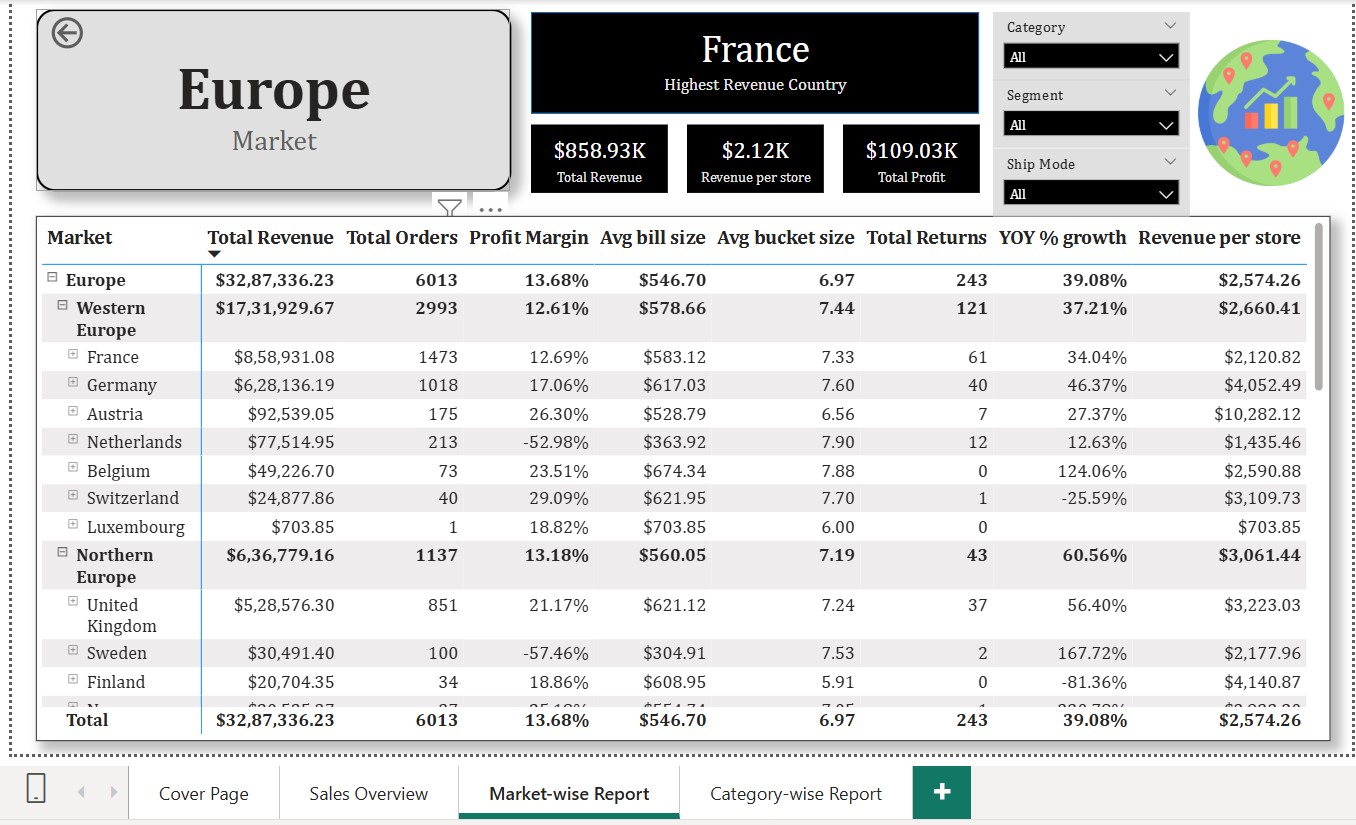 Europe
Market
France
Highest Revenue Country
$858.93K
Total Revenue
$2.12K
Revenue per store
$109.03K
Total Profit
Category
All
Segment
All
Ship Mode
All
Market Total Revenue Total Orders Profit Margin Avg bill size Avg bucket size Total Returns YOY % growth Revenue per store
Europe $32,87,336.23 6013 13.68% $546.70 6.97 243 39.08% $2,574.26
Western $17,31,929.67 2993 12.61% $578.66 7.44 121 37.21% $2,660.41
Europe
France $8,58,931.08 1473 12.69% $583.12 7.33 61 34.04% $2,120.82
Germany $6,28,136.19 1018 17.06% $617.03 7.60 40 46.37% $4,052.49
Austria $92,539.05 175 26.30% $528.79 6.56 7 27.37% $10,282.12
Netherlands $77,514.95 213 -52.98% $363.92 7.90 12 12.63% $1,435.46
Belgium $49,226.70 73 23.51% $674.34 7.88 0 124.06% $2,590.88
Switzerland $24,877.86 40 29.09% $621.95 7.70 1 -25.59% $3,109.73
Luxembourg $703.85 1 18.82% $703.85 6.00 0 $703.85
Northern $6,36,779.16 1137 13.18% $560.05 7.19 43 60.56% $3,061.44
Europe
United $5,28,576.30 851 21.17% $621.12 7.24 37 56.40% $3,223.03
Kingdom
Sweden $30,491.40 100 -57.46% $304.91 7.53 2 167.72% $2,177.96
Finland $20,704.35 34 18.86% $608.95 5.91 0 -81.36% $4,140.87
Total $32,87,336.23 6013 13.68% $546.70 6.97 243 39.08% $2,574.26
Cover Page
Sales Overview
Market-wise Report
Category-wise Report